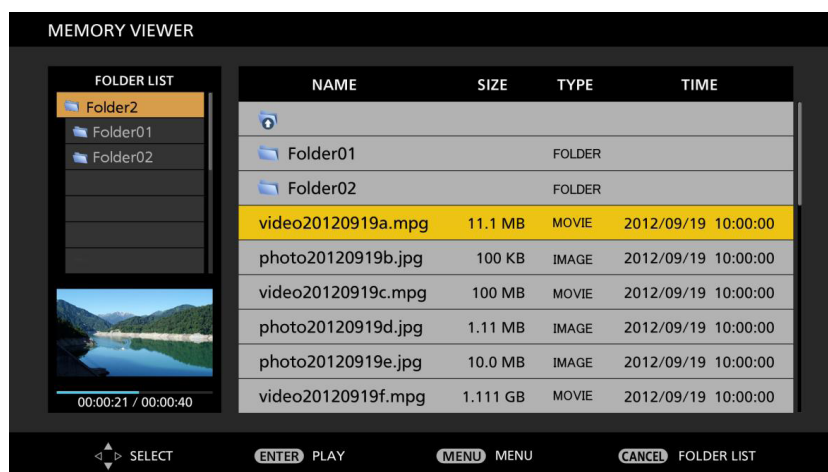 MEMORY VIEWER
FOLDER LIST
Folder2
Folder01
Folder02
00:00:21 / 00:00:40
NAME SIZE TYPE TIME
Folder01 FOLDER
Folder02 FOLDER
video20120919a.mpg 11.1 MB MOVIE 2012/09/19 10:00:00
photo20120919b.jpg 100 KB IMAGE 2012/09/19 10:00:00
video20120919c.mpg 100 MB MOVIE 2012/09/19 10:00:00
photo20120919d.jpg 1.11 MB IMAGE 2012/09/19 10:00:00
photo20120919e.jpg 10.0 MB IMAGE 2012/09/19 10:00:00
video20120919f.mpg 1.111 GB MOVIE 2012/09/19 10:00:00
SELECT ENTER PLAY MENU MENU CANCEL FOLDER LIST